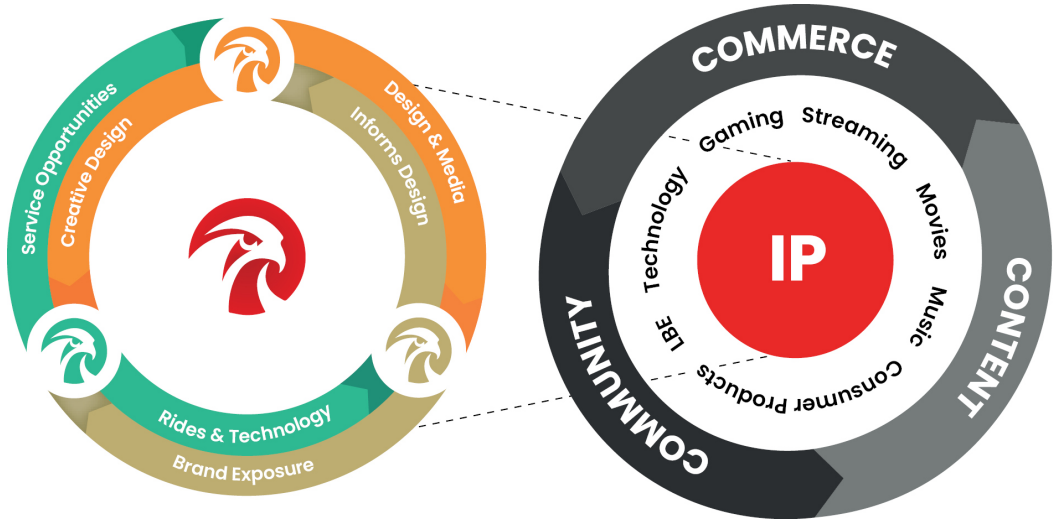 Service Opportunities
Creative Design
Design & Media
Informs Design
Rides & Technology
Brand Exposure
COMMERCE
CONTENT
COMMUNITY
Gaming
Streaming
Movies
Music
Consumer Products
LBE
Technology
IP